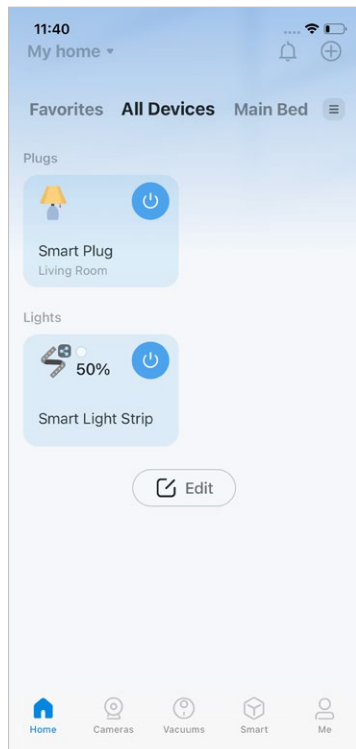 11:40
My home
Favorites All Devices Main Bed
Plugs
Smart Plug
Living Room
Lights
50%
Smart Light Strip
Edit
Home Cameras Vacuums Smart Me